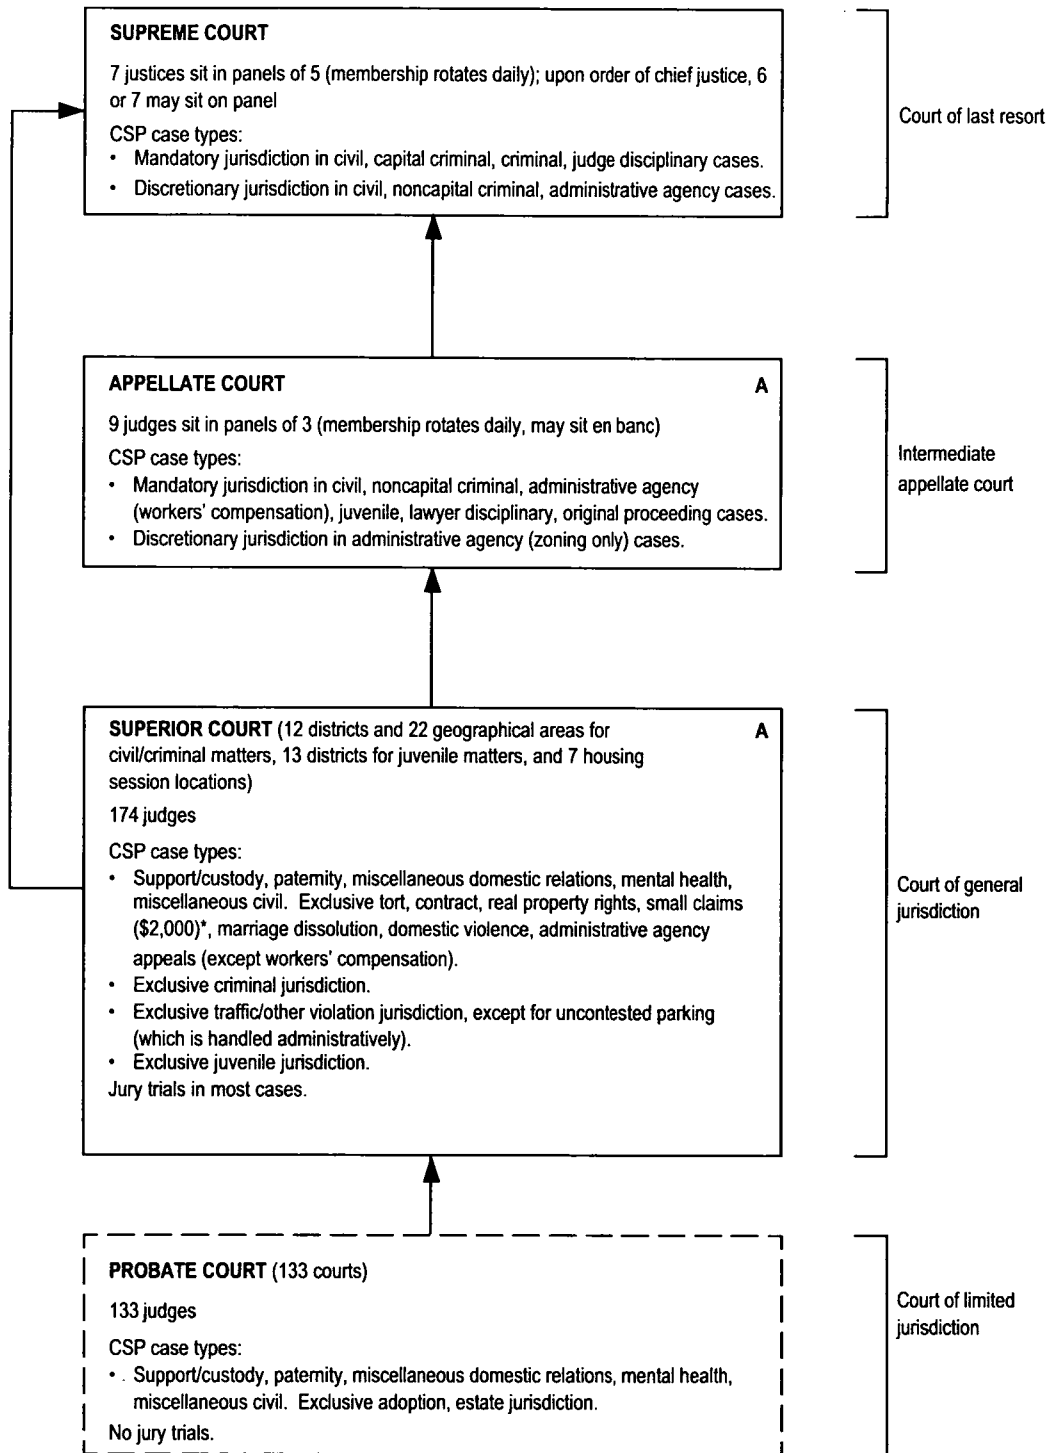 SUPREME COURT
7 justices sit in panels of 5 (membership rotates daily); upon order of chief justice, 6
or 7 may sit on panel
CSP case types:
• Mandatory jurisdiction in civil, capital criminal, criminal, judge disciplinary cases.
• Discretionary jurisdiction in civil, noncapital criminal, administrative agency cases.
Court of last resort
APPELLATE COURT A
9 judges sit in panels of 3 (membership rotates daily, may sit en banc)
CSP case types:
• Mandatory jurisdiction in civil, noncapital criminal, administrative agency
(workers' compensation), juvenile, lawyer disciplinary, original proceeding cases.
• Discretionary jurisdiction in administrative agency (zoning only) cases.
Intermediate
appellate court
SUPERIOR COURT (12 districts and 22 geographical areas for A
civil/criminal matters, 13 districts for juvenile matters, and 7 housing
session locations)
174 judges
CSP case types:
• Support/custody, paternity, miscellaneous domestic relations, mental health,
miscellaneous civil. Exclusive tort, contract, real property rights, small claims
($2,000)*, marriage dissolution, domestic violence, administrative agency
appeals (except workers' compensation).
• Exclusive criminal jurisdiction.
• Exclusive traffic/other violation jurisdiction, except for uncontested parking
(which is handled administratively).
• Exclusive juvenile jurisdiction.
Jury trials in most cases.
Court of general
jurisdiction
PROBATE COURT (133 courts)
133 judges
CSP case types:
• Support/custody, paternity, miscellaneous domestic relations, mental health,
miscellaneous civil. Exclusive adoption, estate jurisdiction.
No jury trials.
Court of limited
jurisdiction